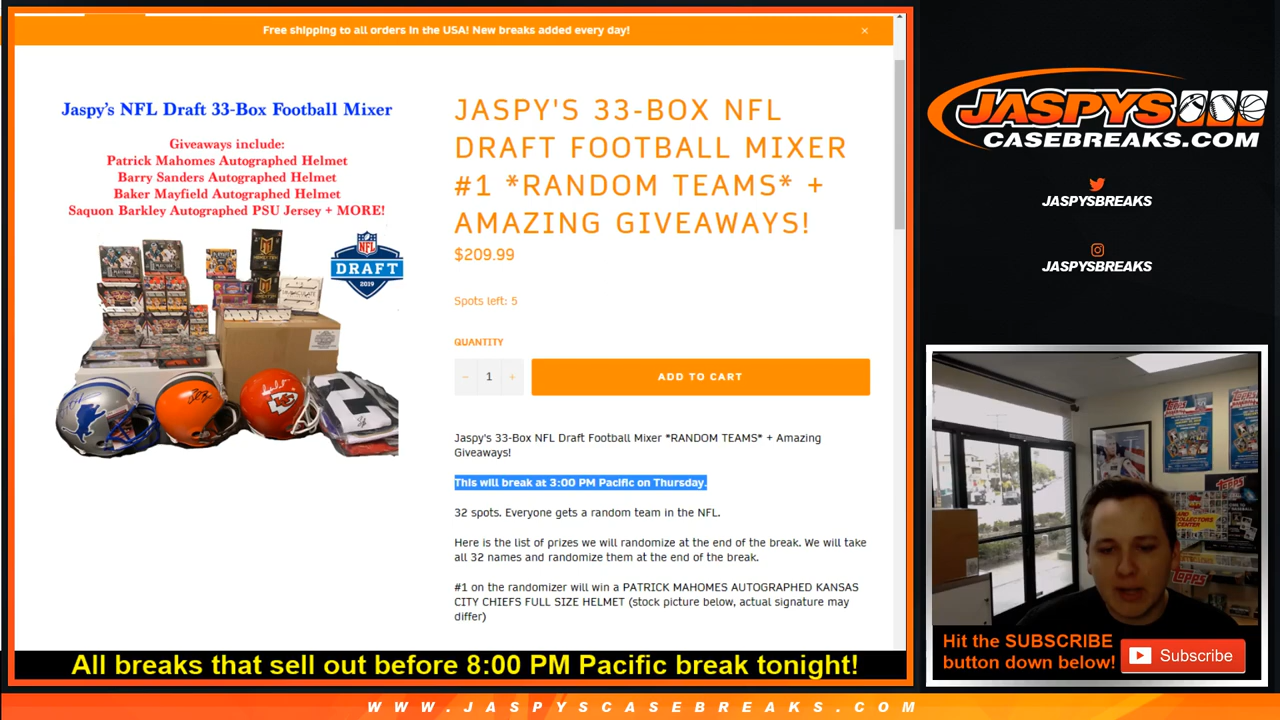 Free shipping to all orders in the USA! New breaks added every day!
×
Jaspy's NFL Draft 33-Box Football Mixer
Giveaways include:
Patrick Mahomes Autographed Helmet
Barry Sanders Autographed Helmet
Baker Mayfield Autographed Helmet
Saquon Barkley Autographed PSU Jersey + MORE!
NFL
DRAFT
2019
JASPY'S 33-BOX NFL
DRAFT FOOTBALL MIXER
#1 *RANDOM TEAMS* +
AMAZING GIVEAWAYS!
$209.99
Spots left: 5
QUANTITY
− 1 +
ADD TO CART
Jaspy's 33-Box NFL Draft Football Mixer *RANDOM TEAMS* + Amazing
Giveaways!
This will break at 3:00 PM Pacific on Thursday.
32 spots. Everyone gets a random team in the NFL.
Here is the list of prizes we will randomize at the end of the break. We will take
all 32 names and randomize them at the end of the break.
#1 on the randomizer will win a PATRICK MAHOMES AUTOGRAPHED KANSAS
CITY CHIEFS FULL SIZE HELMET (stock picture below, actual signature may
differ)
JASPYS
CASEBREAKS.COM
JASPYSBREAKS
JASPYSBREAKS
TOPPS
Hit the SUBSCRIBE
button down below!
Subscribe
All breaks that sell out before 8:00 PM Pacific break tonight!
WWW.JASPYSCASEBREAKS.COM